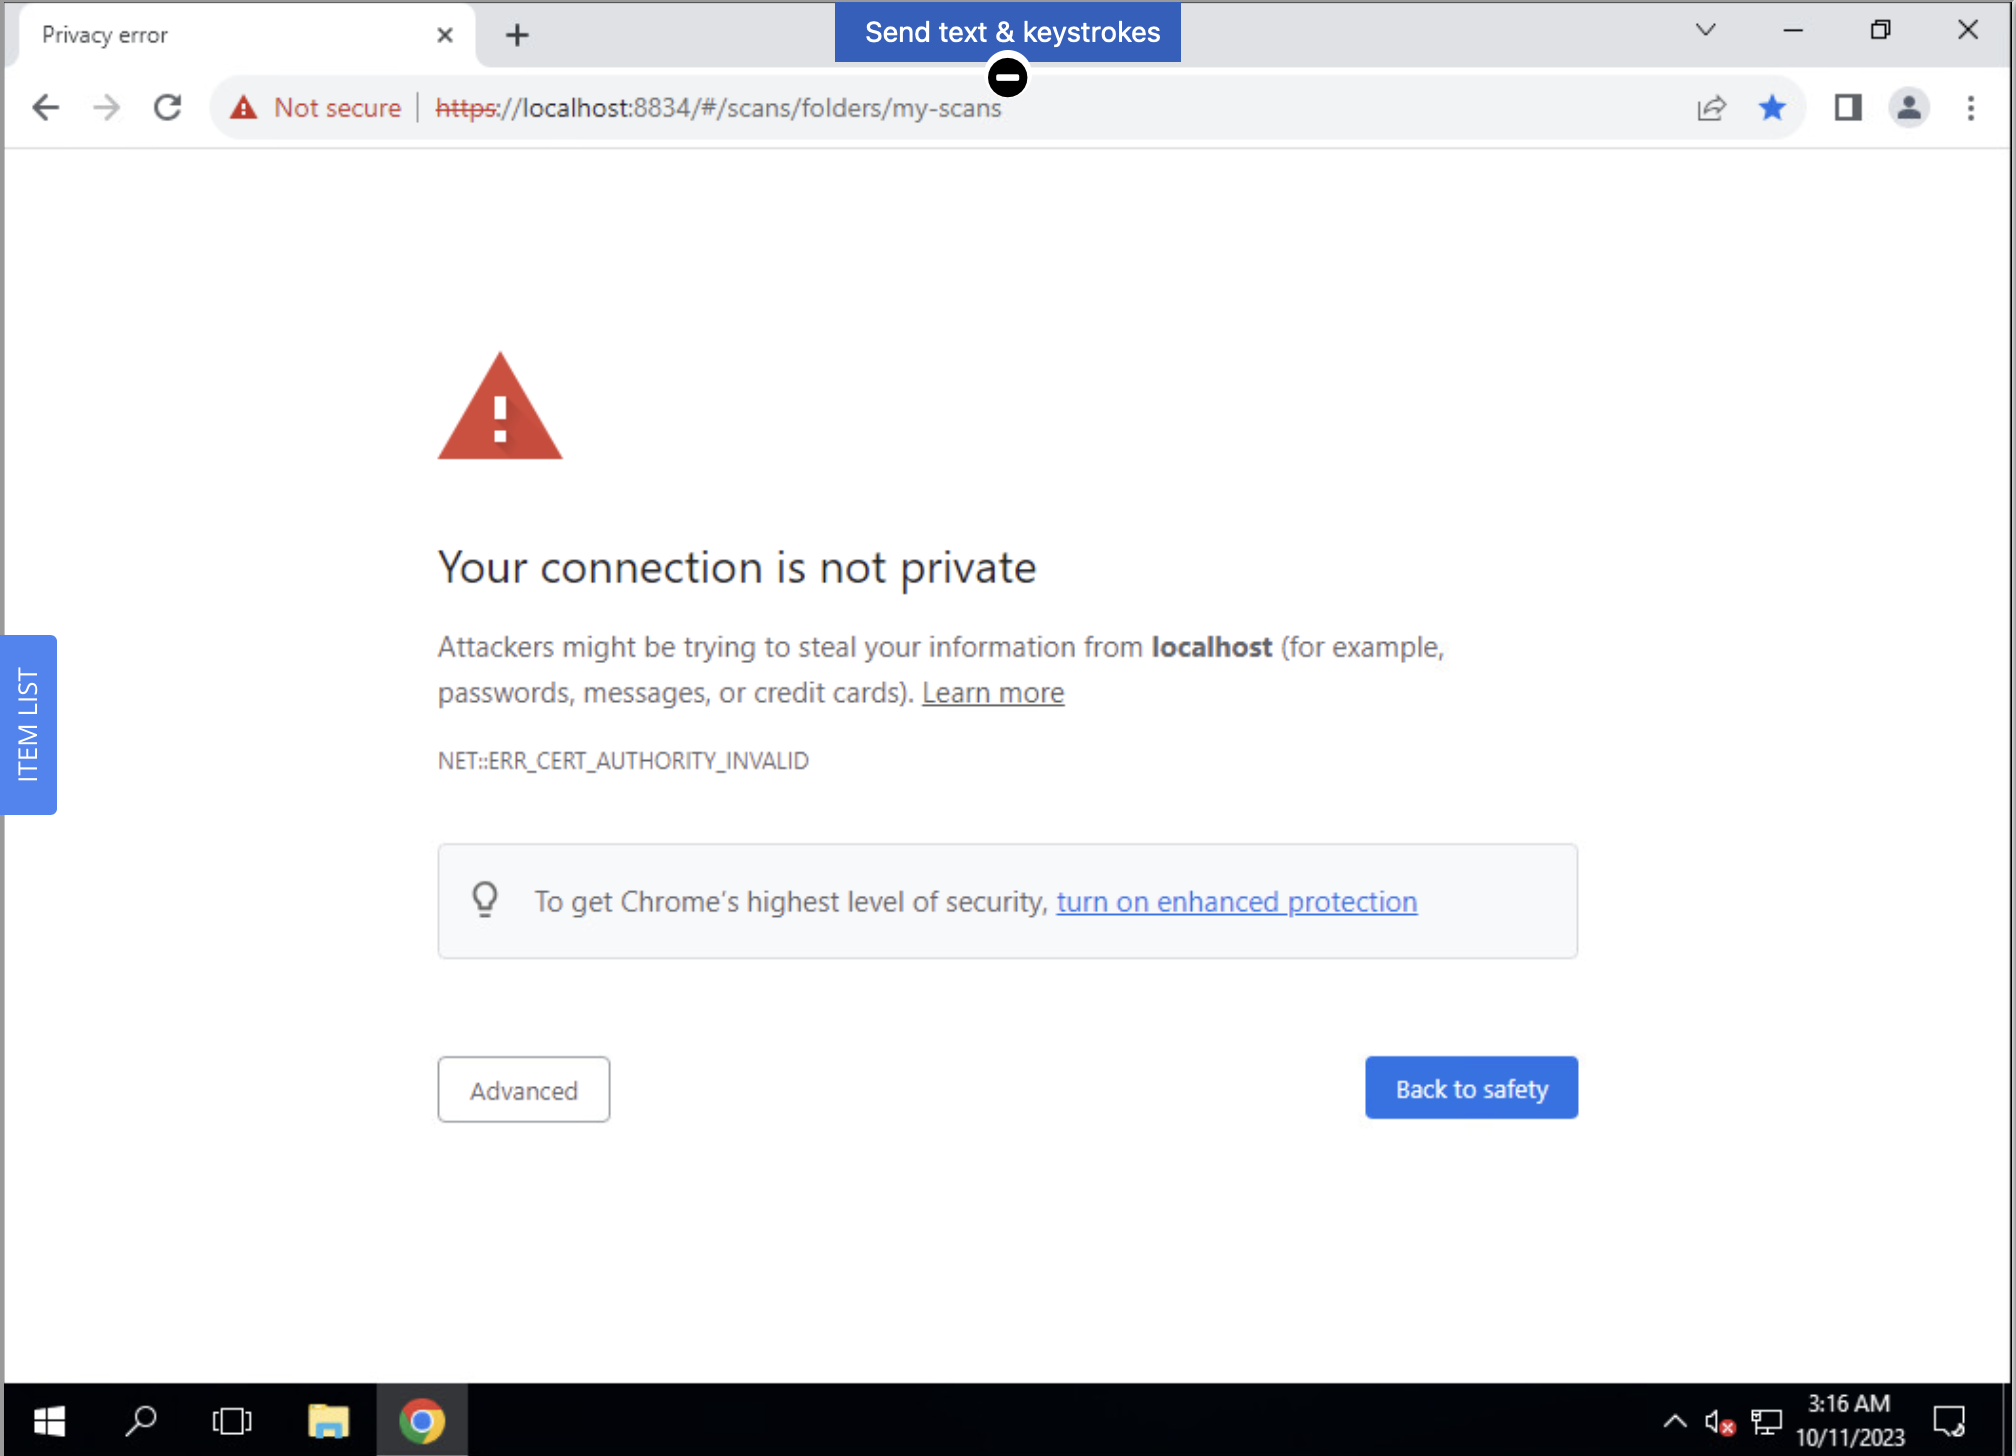 Privacy error
Send text & keystrokes
Not secure
https://localhost:8834/#/scans/folders/my-scans
Your connection is not private
Attackers might be trying to steal your information from localhost (for example,
passwords, messages, or credit cards). Learn more
NET::ERR_CERT_AUTHORITY_INVALID
ITEM LIST
To get Chrome's highest level of security, turn on enhanced protection
Advanced
Back to safety
3:16 AM
10/11/2023